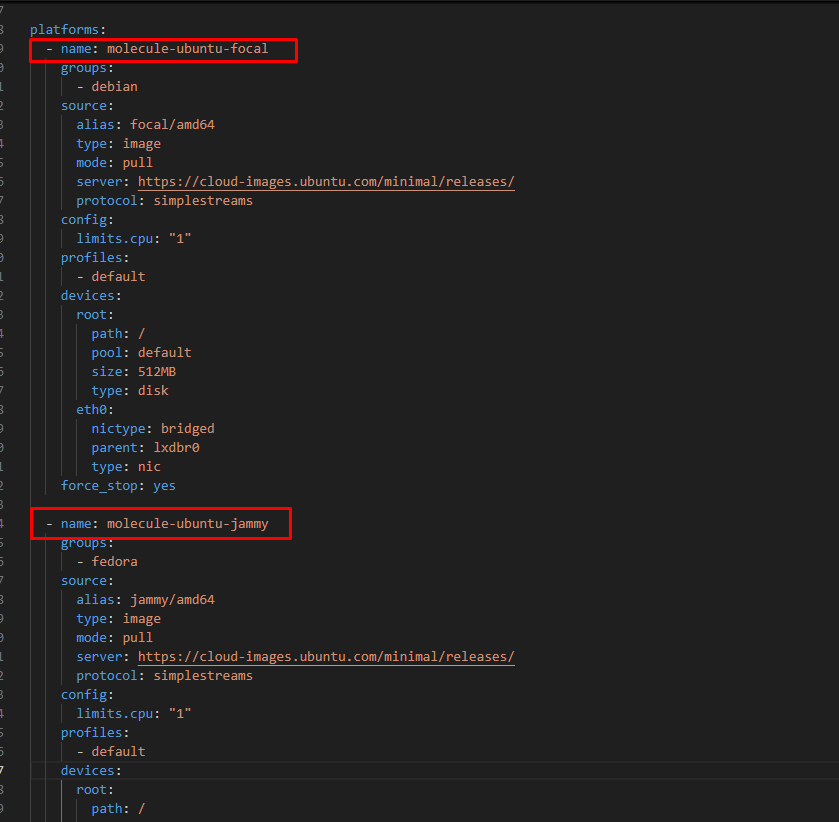 platforms:
- name: molecule-ubuntu-focal
groups:
- debian
source:
alias: focal/amd64
type: image
mode: pull
server: https://cloud-images.ubuntu.com/minimal/releases/
protocol: simplestreams
config:
limits.cpu: "1"
profiles:
- default
devices:
root:
path: /
pool: default
size: 512MB
type: disk
eth0:
nictype: bridged
parent: lxdbr0
type: nic
force_stop: yes
- name: molecule-ubuntu-jammy
groups:
- fedora
source:
alias: jammy/amd64
type: image
mode: pull
server: https://cloud-images.ubuntu.com/minimal/releases/
protocol: simplestreams
config:
limits.cpu: "1"
profiles:
- default
devices:
root:
path: /